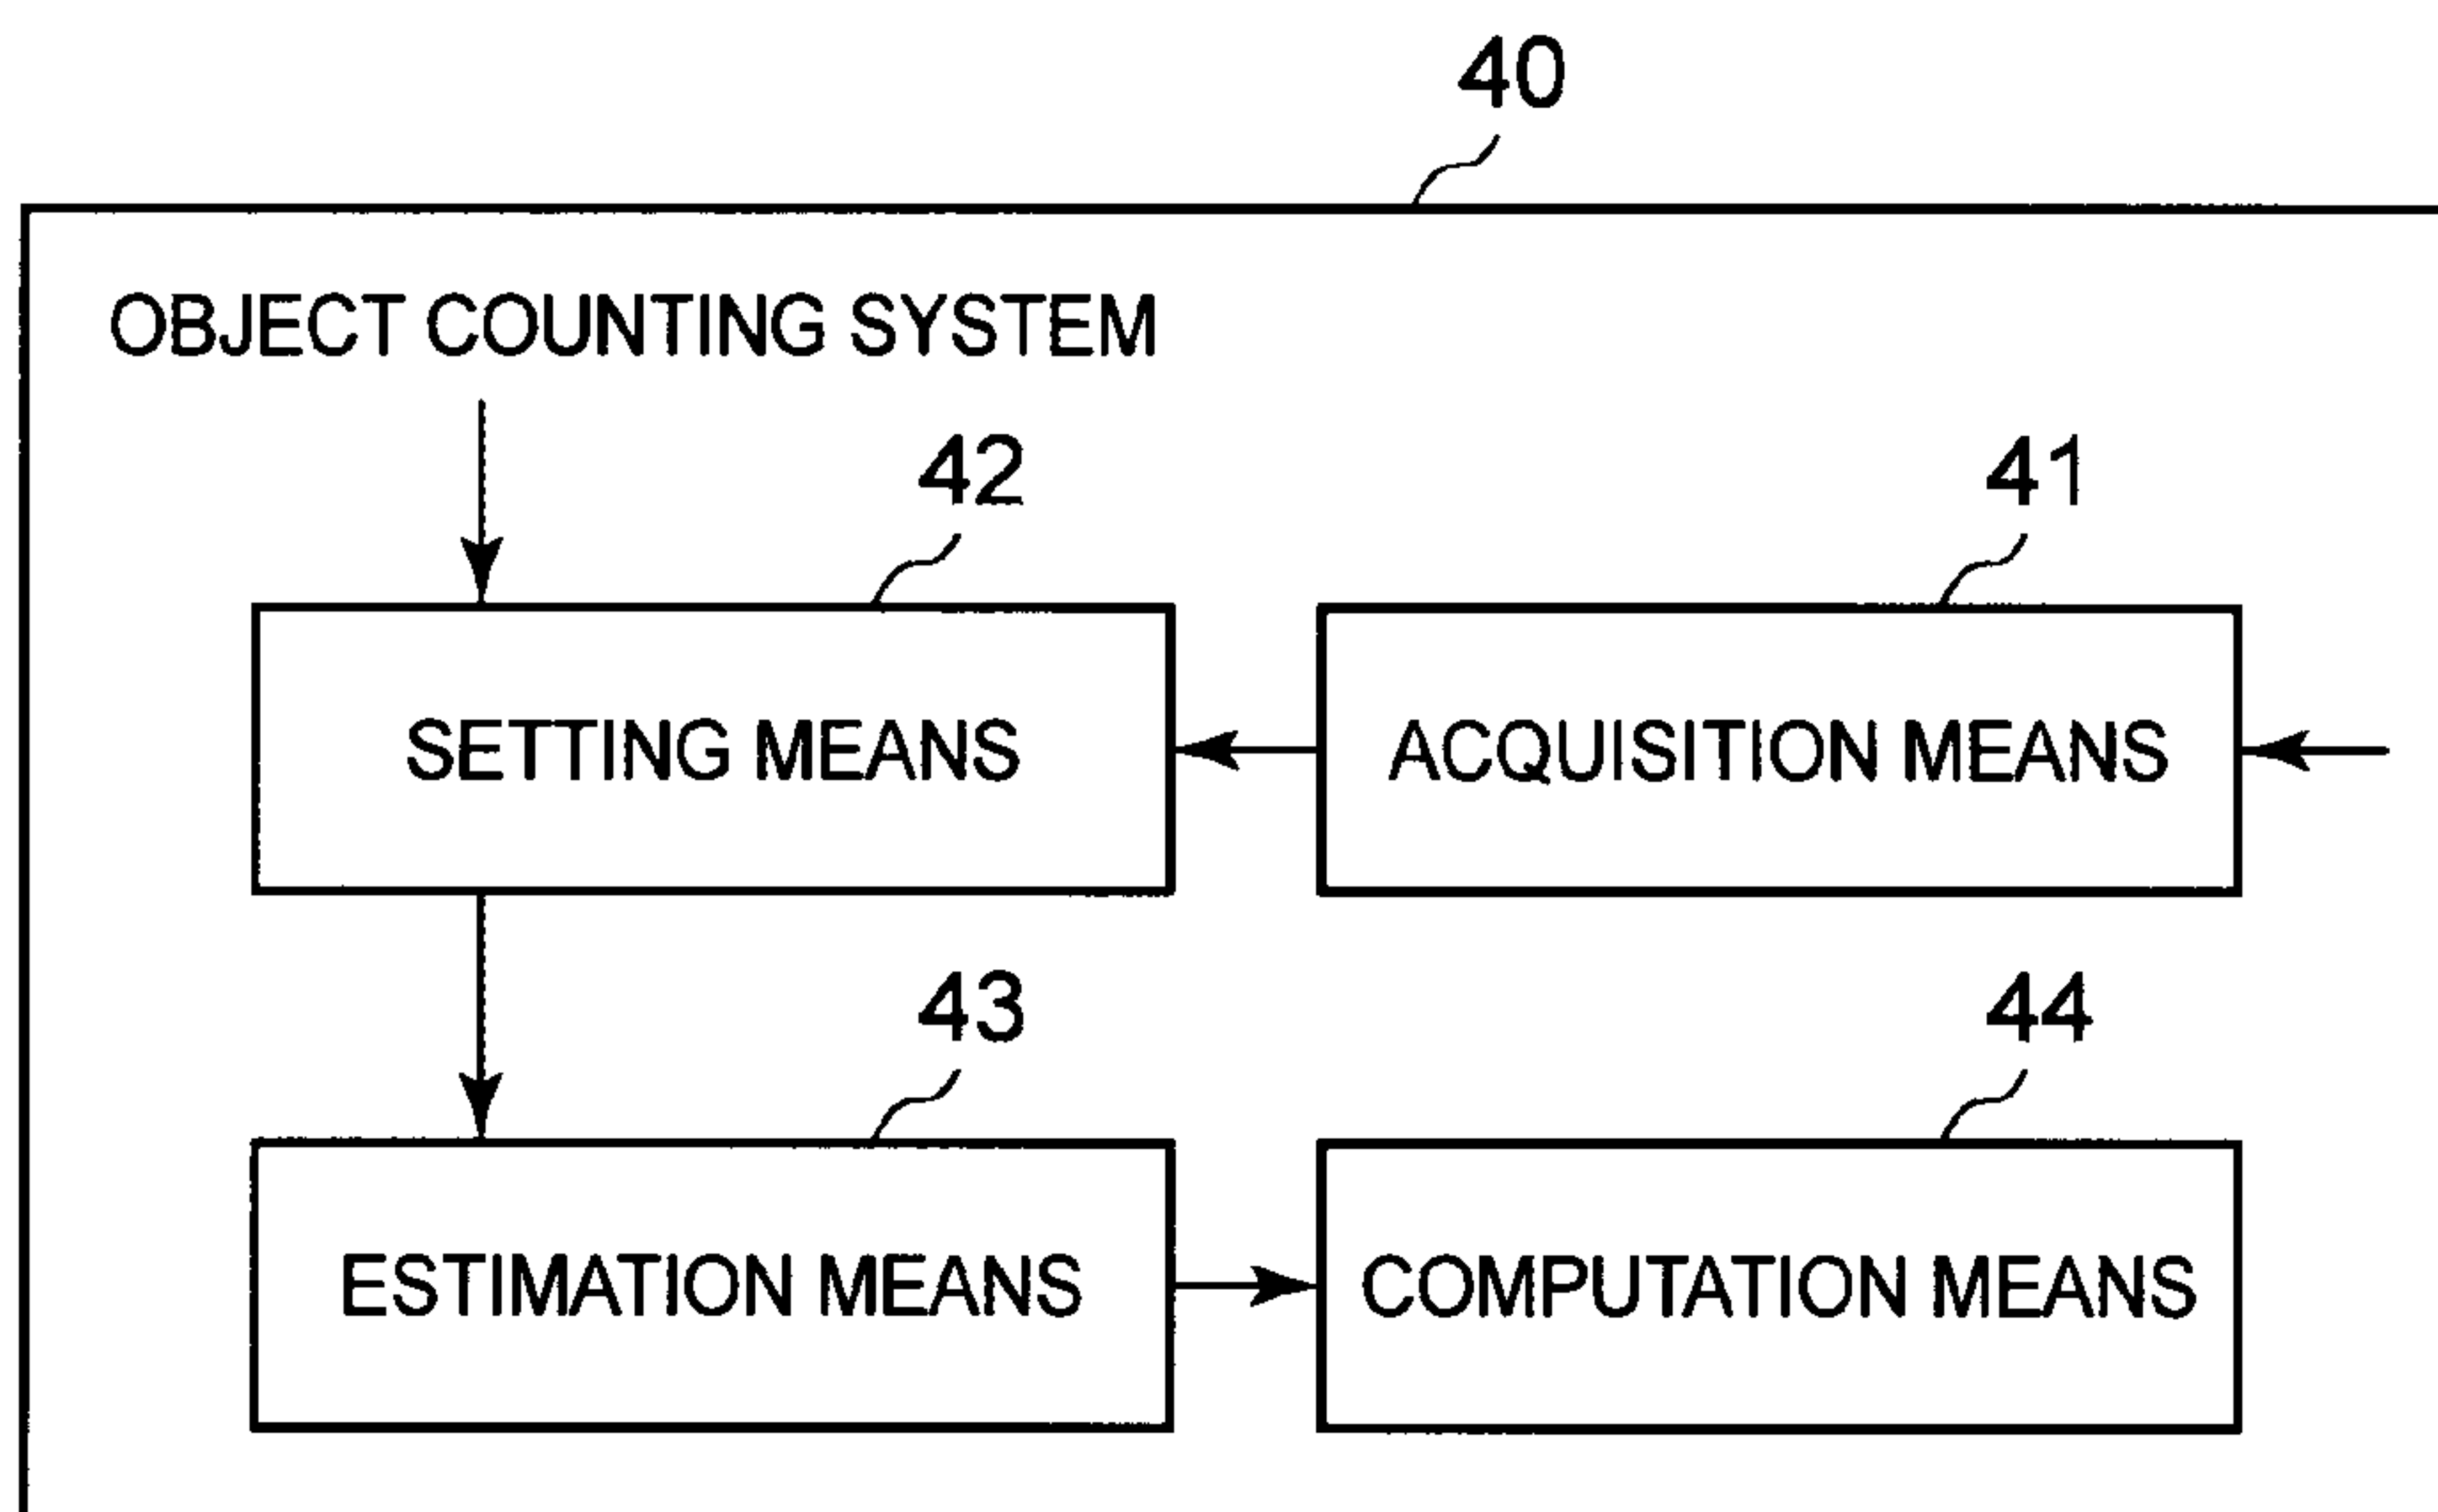 40
OBJECT COUNTING SYSTEM
42
41
SETTING MEANS
ACQUISITION MEANS
43
44
ESTIMATION MEANS
COMPUTATION MEANS